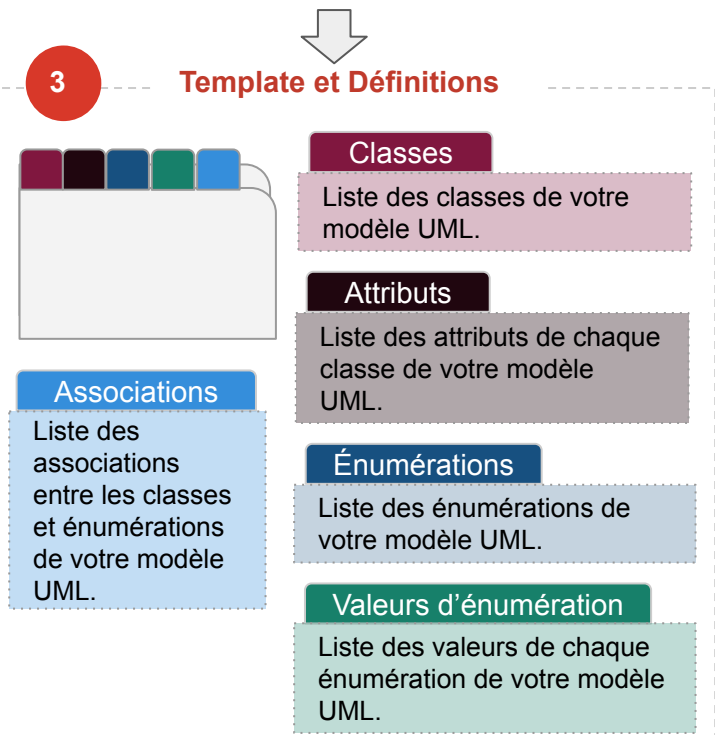 3
Template et Définitions
Classes
Liste des classes de votre
modèle UML.
Attributs
Liste des attributs de chaque
classe de votre modèle
UML.
Associations
Liste des
associations
entre les classes
et énumérations
de votre modèle
UML.
Énumérations
Liste des énumérations de
votre modèle UML.
Valeurs d’énumération
Liste des valeurs de chaque
énumération de votre modèle
UML.